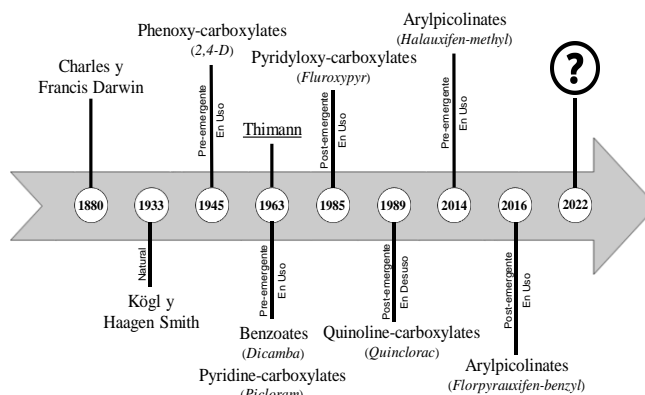 Phenoxy-carboxylates
(2,4-D)
Arylpicolinates
(Halauxifen-methyl)
Pyridyloxy-carboxylates
(Fluroxypyr)
?
Charles y
Francis Darwin
Pre-emergente
En Uso
Thimann
Post-emergente
En Uso
Pre-emergente
En Uso
1880
1933
1945
1963
1985
1989
2014
2016
2022
Natural
Kögl y
Haagen Smith
Pre-emergente
En Uso
Benzoates
(Dicamba)
Pyridine-carboxylates
(Picloram)
Post-emergente
En Desuso
Quinoline-carboxylates
(Quinclorac)
Post-emergente
En Uso
Arylpicolinates
(Florpyrauxifen-benzyl)